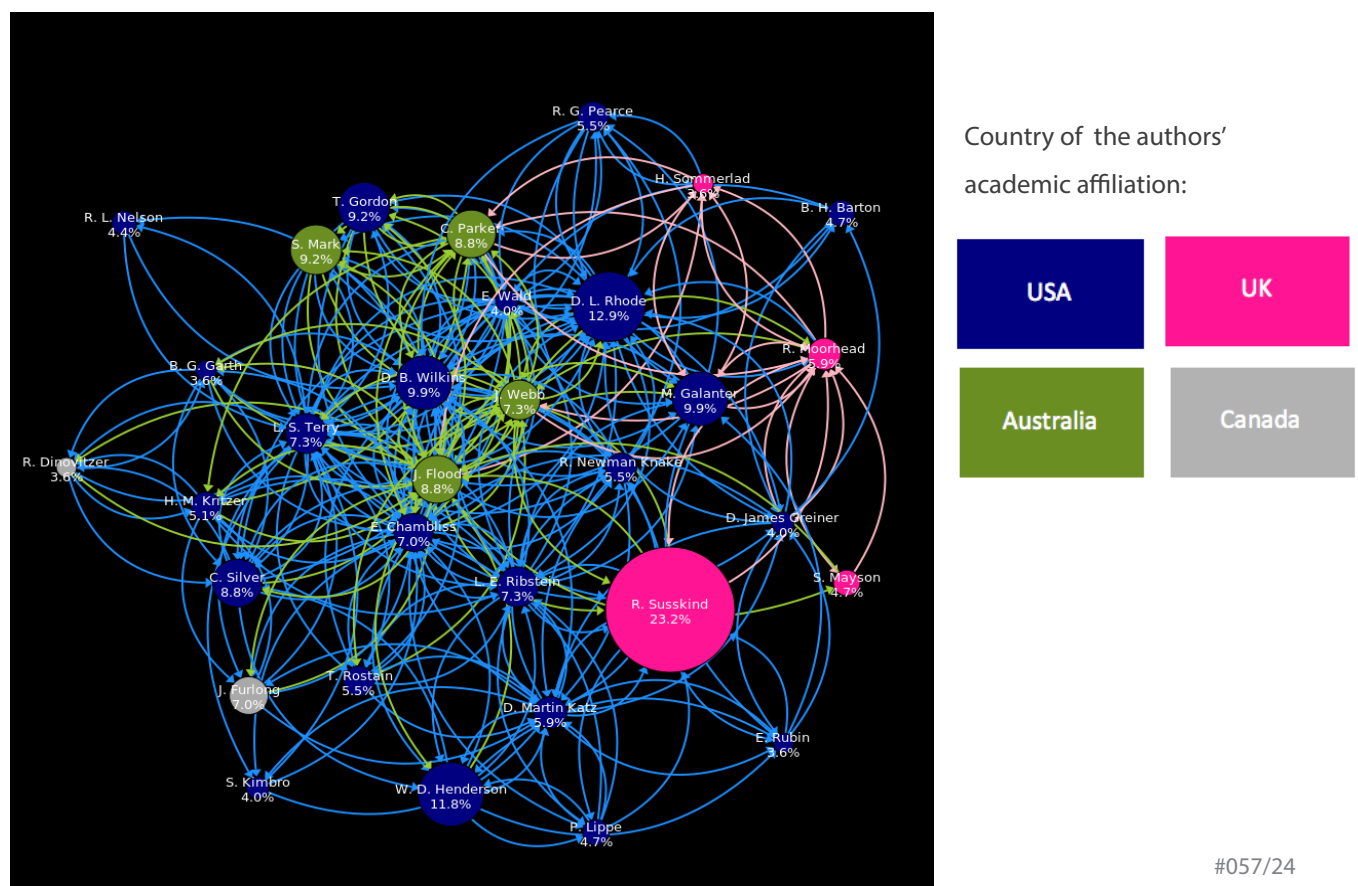 R. G. Pearce
5.5%
H. Sommerlad
3.6%
T. Gordon
9.2%
B. H. Barton
4.7%
R. L. Nelson
4.4%
C. Parker
8.8%
S. Mark
9.2%
E. Wald
4.0%
D. L. Rhode
12.9%
R. Moorhead
5.9%
B. G. Garth
3.6%
D. B. Wilkins
9.9%
J. Webb
7.3%
M. Galanter
9.9%
L. S. Terry
7.3%
R. Dinovitzer
3.6%
R. Newman Knake
5.5%
J. Flood
8.8%
H. M. Kritzer
5.1%
D. James Greiner
4.0%
E. Chambliss
7.0%
C. Silver
8.8%
L. E. Ribstein
7.3%
S. Mayson
4.7%
R. Susskind
23.2%
T. Rostain
5.5%
J. Furlong
7.0%
D. Martin Katz
5.9%
E. Rubin
3.6%
S. Kimbro
4.0%
W. D. Henderson
11.8%
P. Lippe
4.7%
Country of the authors’
academic affiliation:
USA
UK
Australia
Canada
#057/24